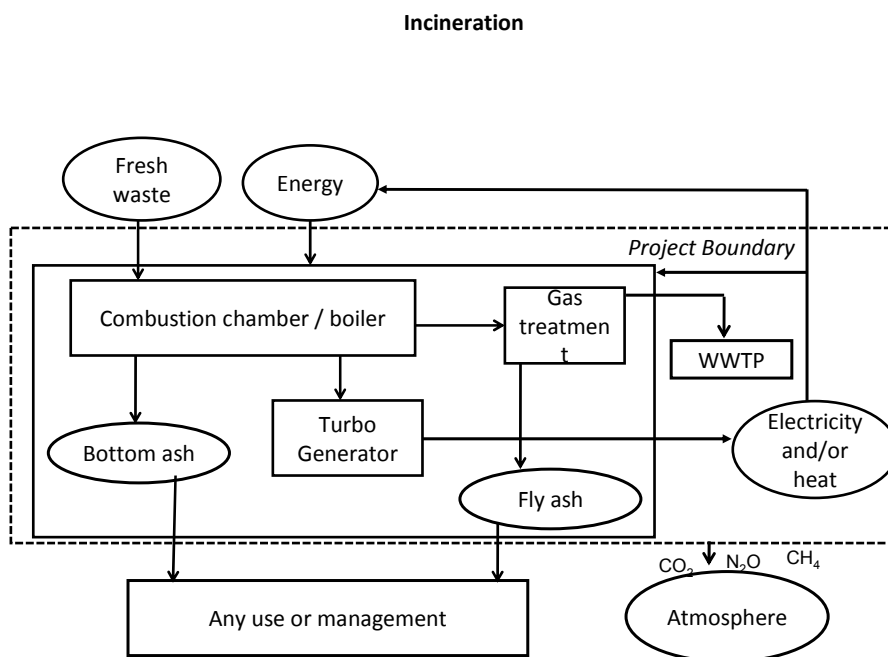 Incineration
Fresh
waste
Energy
Project Boundary
Combustion chamber / boiler
Gas
treatmen
t
WWTP
Turbo
Generator
Bottom ash
Electricity
and/or
heat
Fly ash
CO₂
N₂O
CH₄
Any use or management
Atmosphere